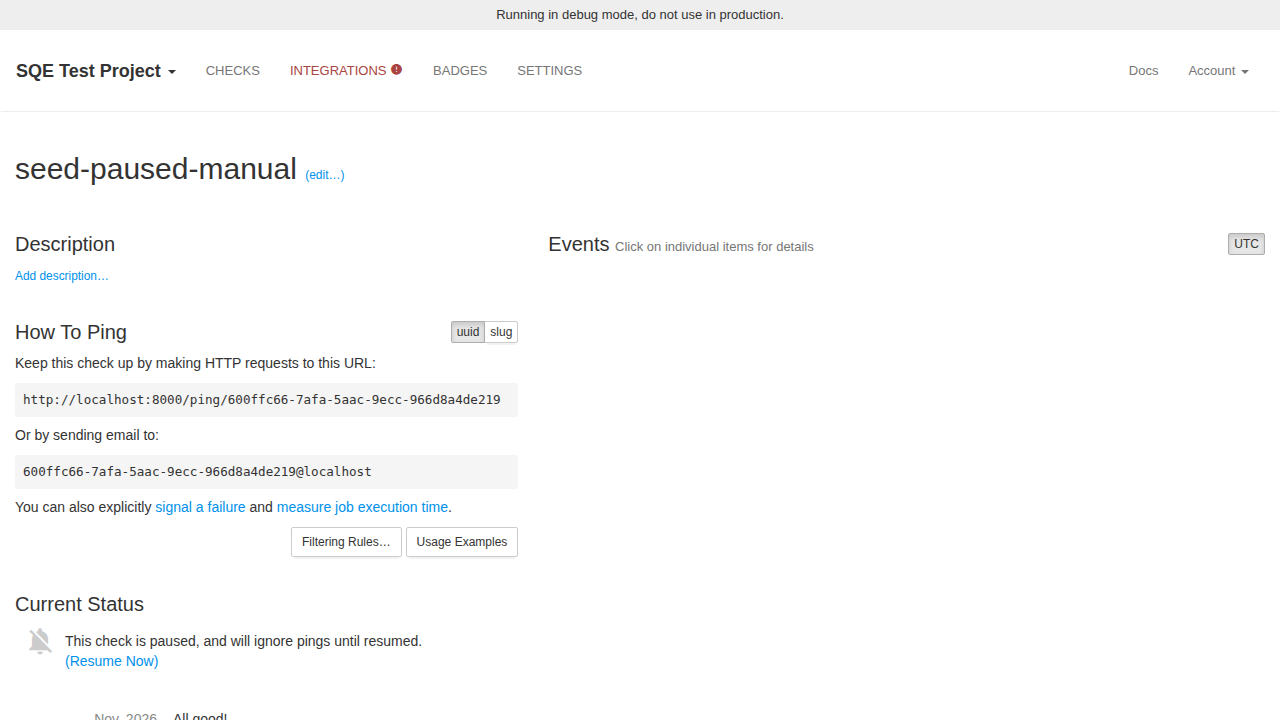 Running in debug mode, do not use in production.
SQE Test Project CHECKS INTEGRATIONS BADGES SETTINGS Docs Account
seed-paused-manual (edit…)
Description
Add description…
How To Ping uuid slug
Keep this check up by making HTTP requests to this URL:
http://localhost:8000/ping/600ffc66-7afa-5aac-9ecc-966d8a4de219
Or by sending email to:
600ffc66-7afa-5aac-9ecc-966d8a4de219@localhost
You can also explicitly signal a failure and measure job execution time.
Filtering Rules… Usage Examples
Current Status
This check is paused, and will ignore pings until resumed.
(Resume Now)
Nov. 2026 All good!
Events Click on individual items for details UTC